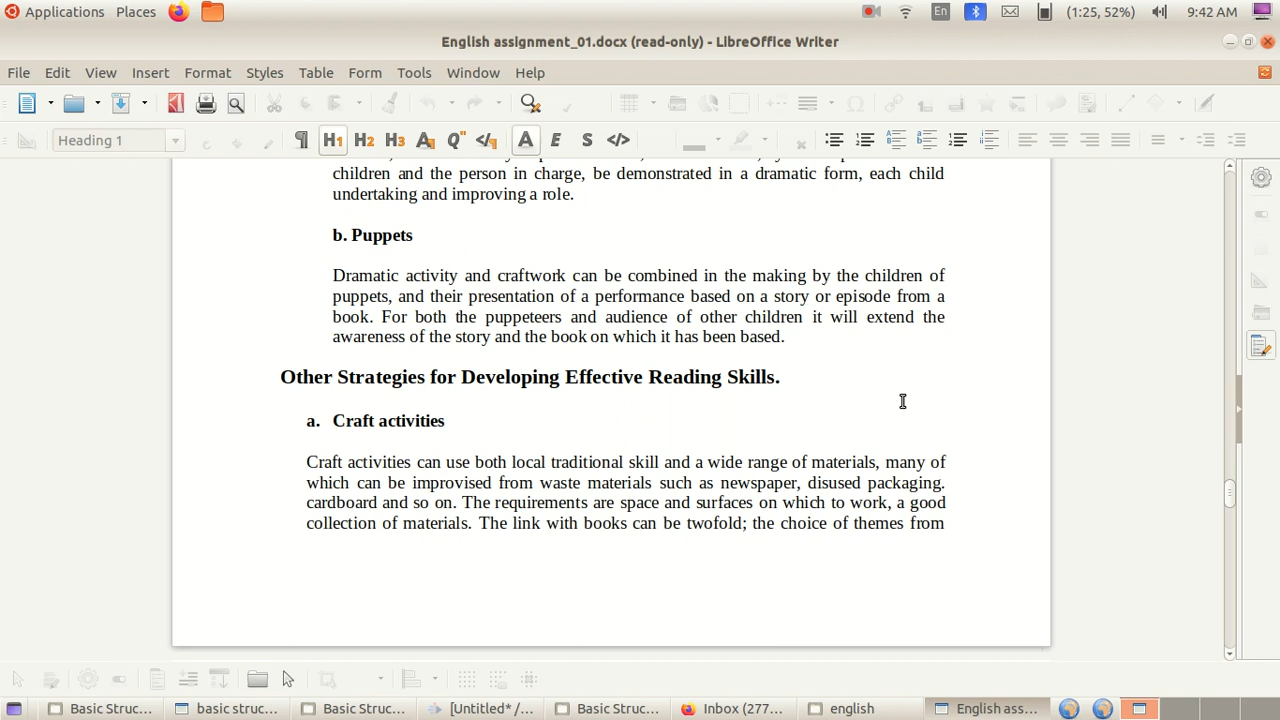 Applications Places En (1:25, 52%) 9:42 AM
English assignment_01.docx (read-only) - LibreOffice Writer
File Edit View Insert Format Styles Table Form Tools Window Help
Heading 1 H1 H2 H3
children and the person in charge, be demonstrated in a dramatic form, each child
undertaking and improving a role.
b. Puppets
Dramatic activity and craftwork can be combined in the making by the children of
puppets, and their presentation of a performance based on a story or episode from a
book. For both the puppeteers and audience of other children it will extend the
awareness of the story and the book on which it has been based.
Other Strategies for Developing Effective Reading Skills.
a. Craft activities
Craft activities can use both local traditional skill and a wide range of materials, many of
which can be improvised from waste materials such as newspaper, disused packaging.
cardboard and so on. The requirements are space and surfaces on which to work, a good
collection of materials. The link with books can be twofold; the choice of themes from
Basic Struc... basic struc... Basic Struc... [Untitled* /... Basic Struc... Inbox (277... english English ass...